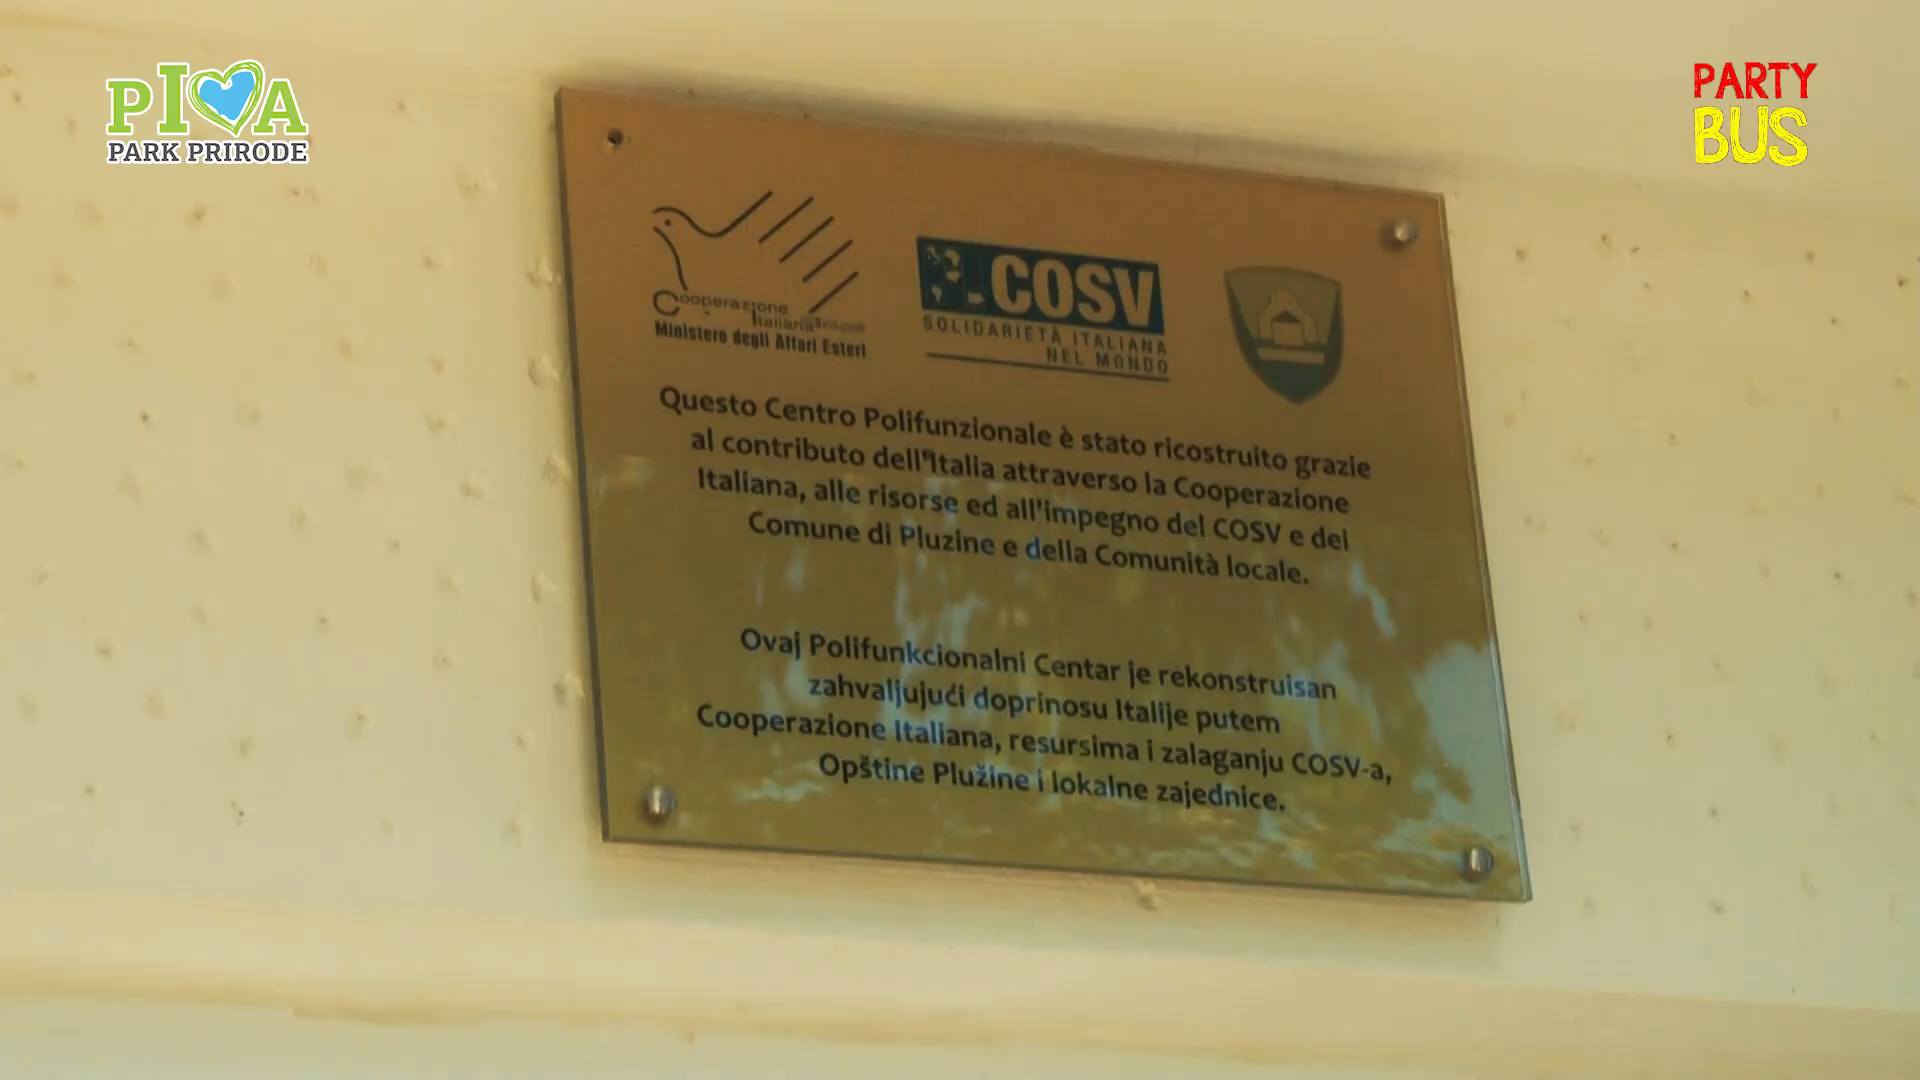 PIVA
PARK PRIRODE
PARTY
BUS
Cooperazione
Italiana Sviluppo
Ministero degli Affari Esteri
COSV
SOLIDARIETÀ ITALIANA
NEL MONDO
Questo Centro Polifunzionale è stato ricostruito grazie
al contributo dell'Italia attraverso la Cooperazione
Italiana, alle risorse ed all'impegno del COSV e del
Comune di Pluzine e della Comunità locale.
Ovaj Polifunkcionalni Centar je rekonstruisan
zahvaljujući doprinosu Italije putem
Cooperazione Italiana, resursima i zalaganju COSV-a,
Opštine Plužine i lokalne zajednice.